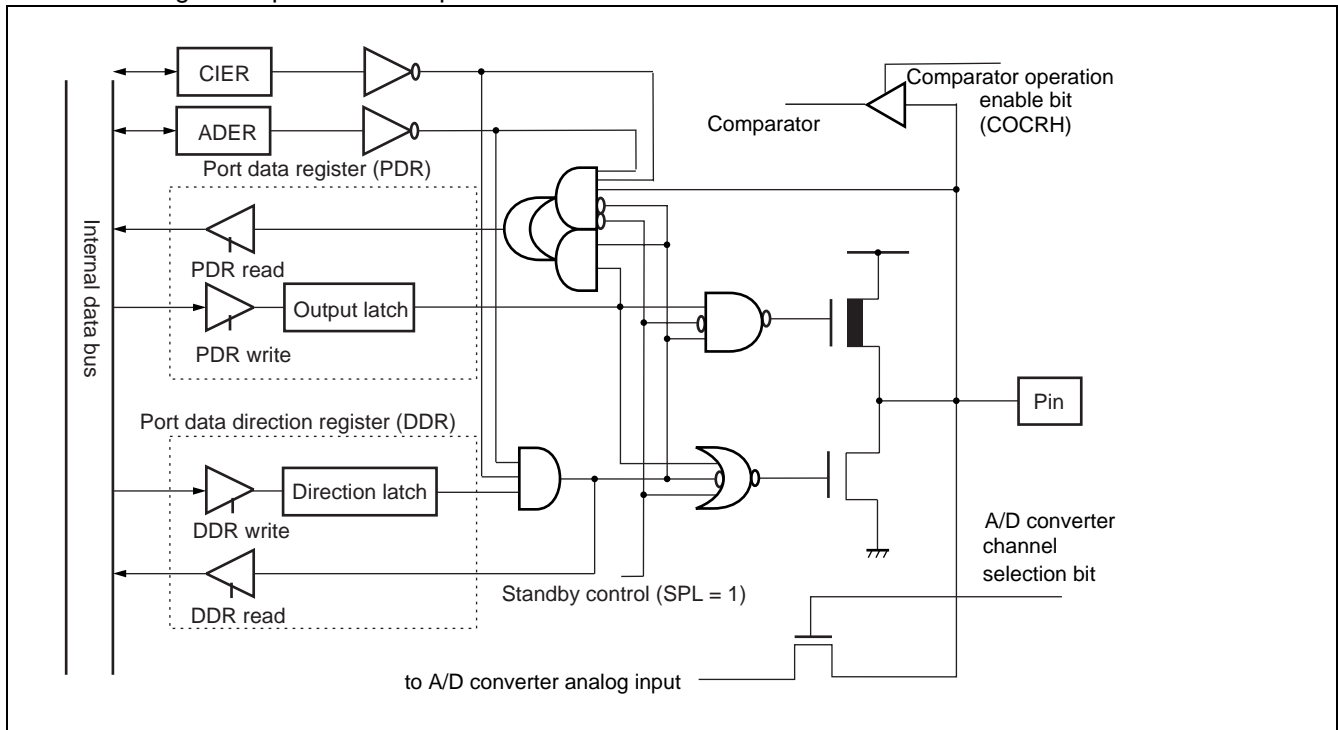 CIER
Comparator operation
enable bit
(COCRH)
Comparator
ADER
Port data register (PDR)
Internal data bus
PDR read
Output latch
PDR write
Pin
Port data direction register (DDR)
Direction latch
DDR write
A/D converter
channel
selection bit
Standby control (SPL = 1)
DDR read
to A/D converter analog input